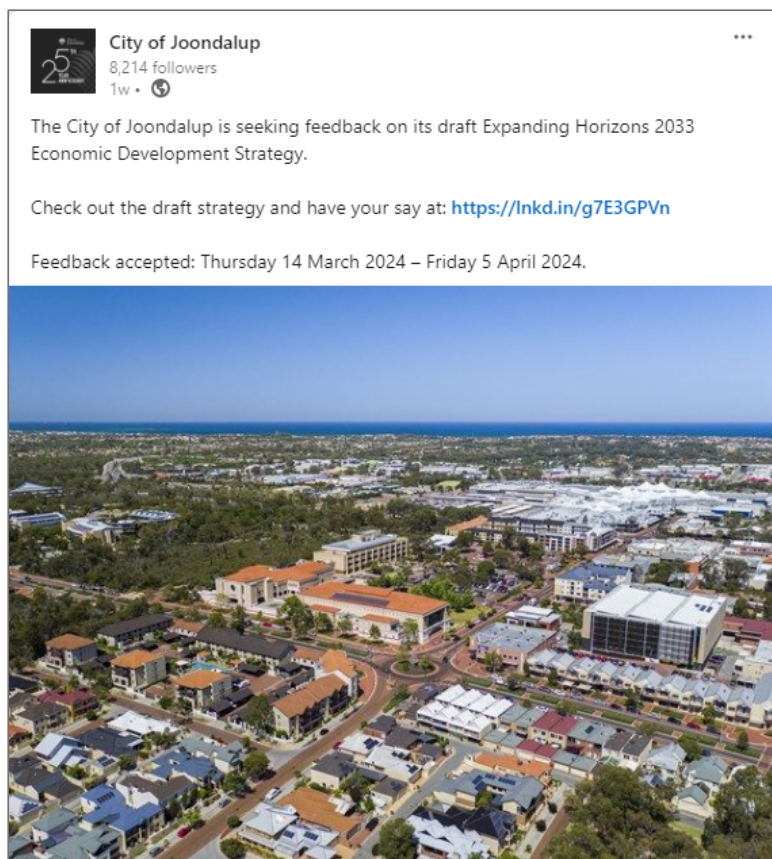 City of Joondalup
8,214 followers
1w •
The City of Joondalup is seeking feedback on its draft Expanding Horizons 2033
Economic Development Strategy.
Check out the draft strategy and have your say at: https://lnkd.in/g7E3GPVn
Feedback accepted: Thursday 14 March 2024 – Friday 5 April 2024.